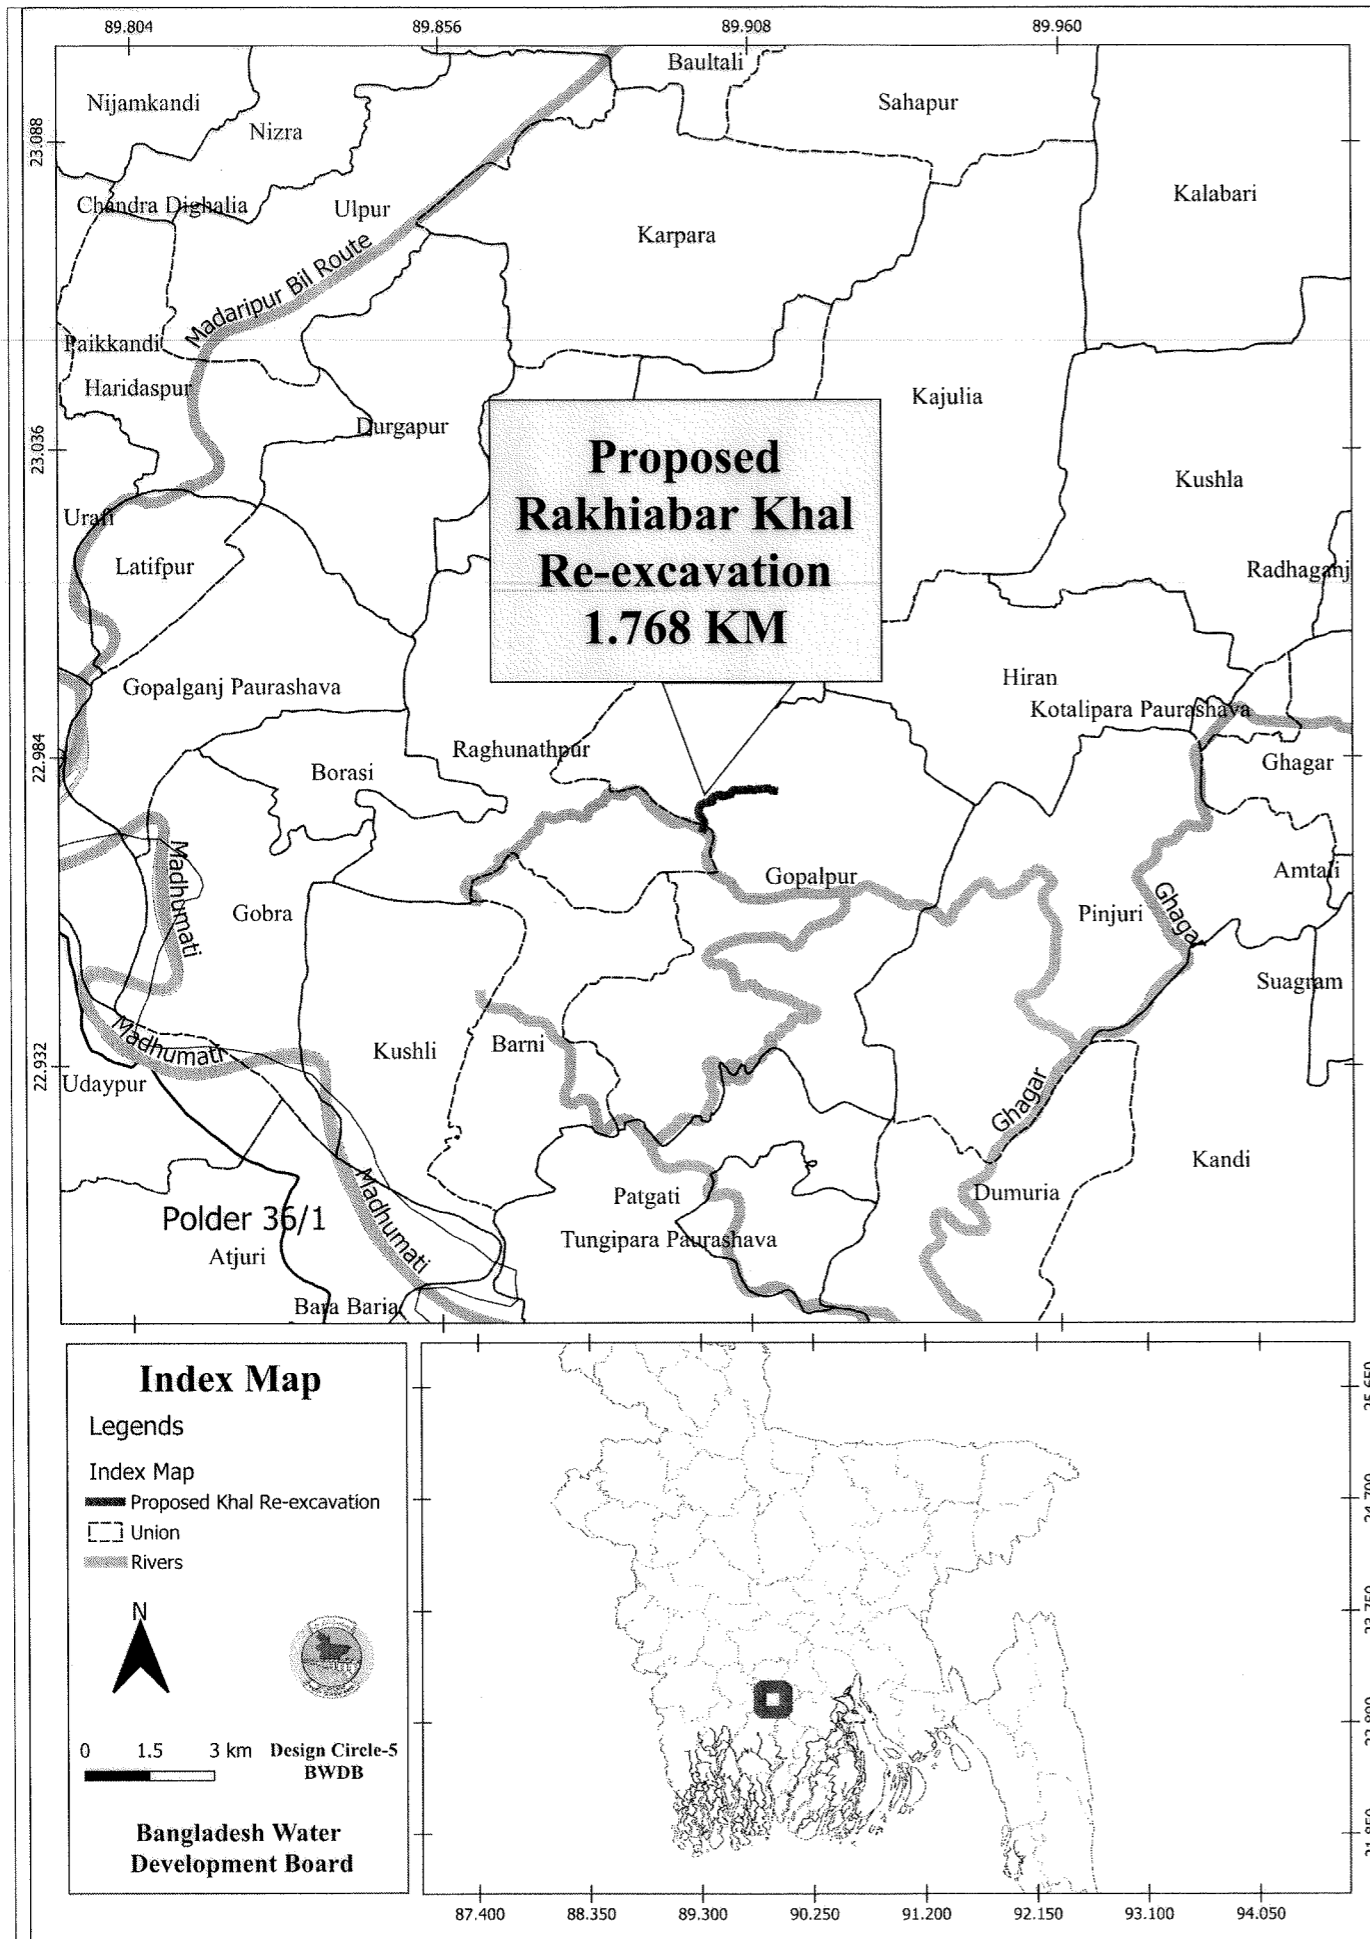 89.804
89.856
89.908
89.960
Baultali
Nijamkandi
Sahapur
Nizra
23.088
Kalabari
Chandra Dighalia
Ulpur
Karpara
Madaripur Bil Route
Paikkandi
Haridaspur
Kajulia
Durgapur
23.036
Proposed
Rakhiabar Khal
Re-excavation
1.768 KM
Kushla
Urafi
Latifpur
Radhaganj
Hiran
Gopalganj Paurashava
Kotalipara Paurashava
Raghunathpur
22.984
Borasi
Ghagar
Madhumati
Gopalpur
Amtali
Gobra
Pinjuri
Ghaga
Suagram
Madhumati
Kushli
Barni
22.932
Udaypur
Ghagar
Kandi
Madhumati
Patgati
Dumuria
Polder 36/1
Tungipara Paurashava
Atjuri
Bara Baria
Index Map
Legends
Index Map
Proposed Khal Re-excavation
Union
Rivers
N
0 1.5 3 km
Design Circle-5
BWDB
Bangladesh Water
Development Board
87.400
88.350
89.300
90.250
91.200
92.150
93.100
94.050